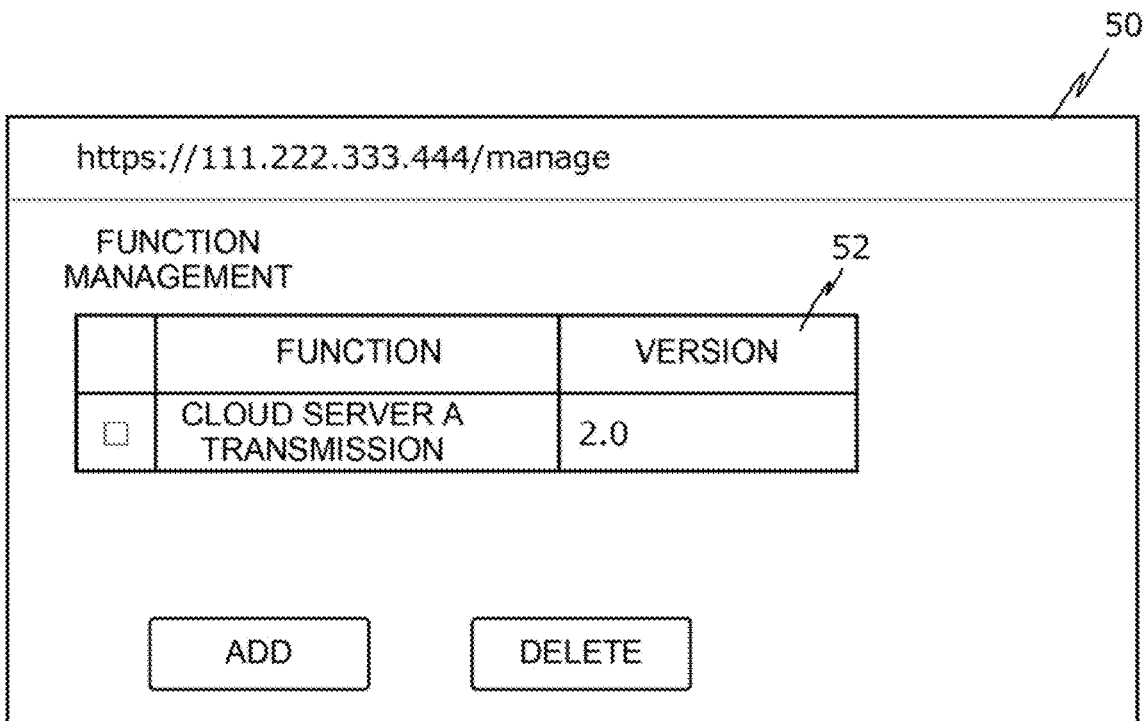 50
https://111.222.333.444/manage
FUNCTION
MANAGEMENT
52
FUNCTION VERSION
CLOUD SERVER A
TRANSMISSION
2.0
ADD DELETE